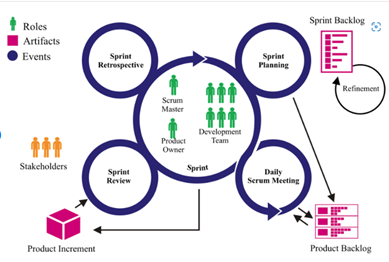 Roles
Artifacts
Events
Sprint
Retrospective
Sprint
Planning
Sprint Backlog
Refinement
Scrum
Master
Product
Owner
Development
Team
Sprint
Stakeholders
Sprint
Review
Daily
Scrum Meeting
Product Increment
Product Backlog